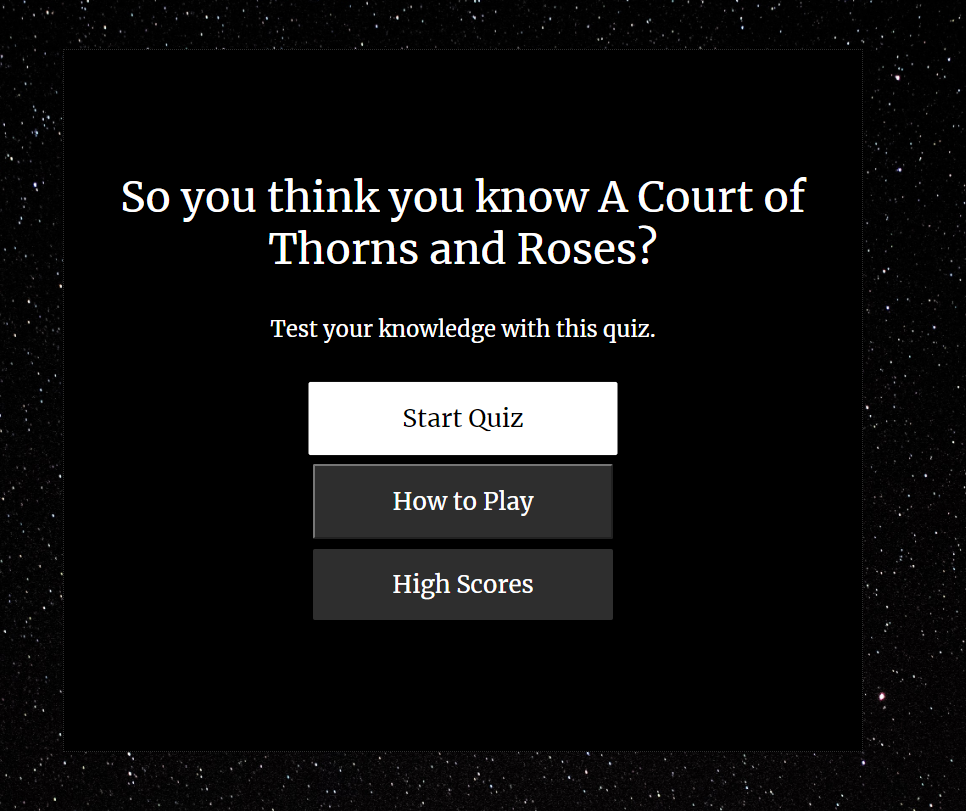 So you think you know A Court of
Thorns and Roses?
Test your knowledge with this quiz.
Start Quiz
How to Play
High Scores